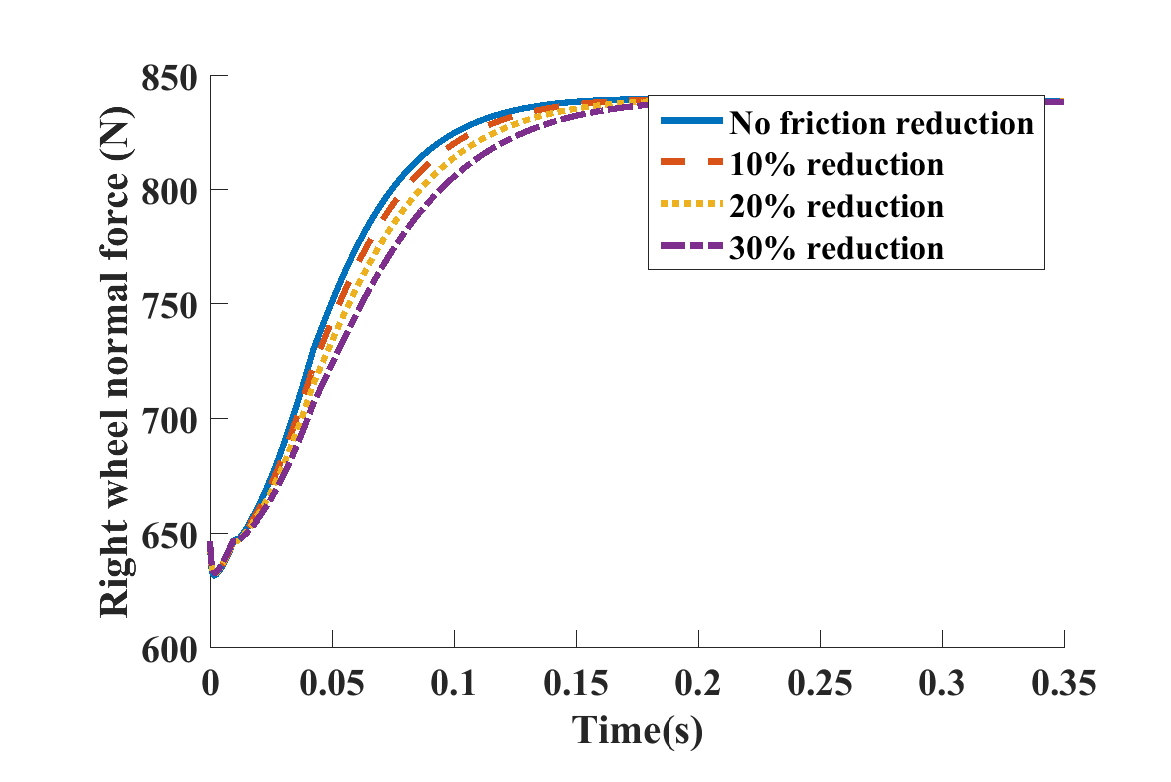 850
800
750
700
650
600
Right wheel normal force (N)
No friction reduction
10% reduction
20% reduction
30% reduction
0
0.05
0.1
0.15
0.2
0.25
0.3
0.35
Time(s)